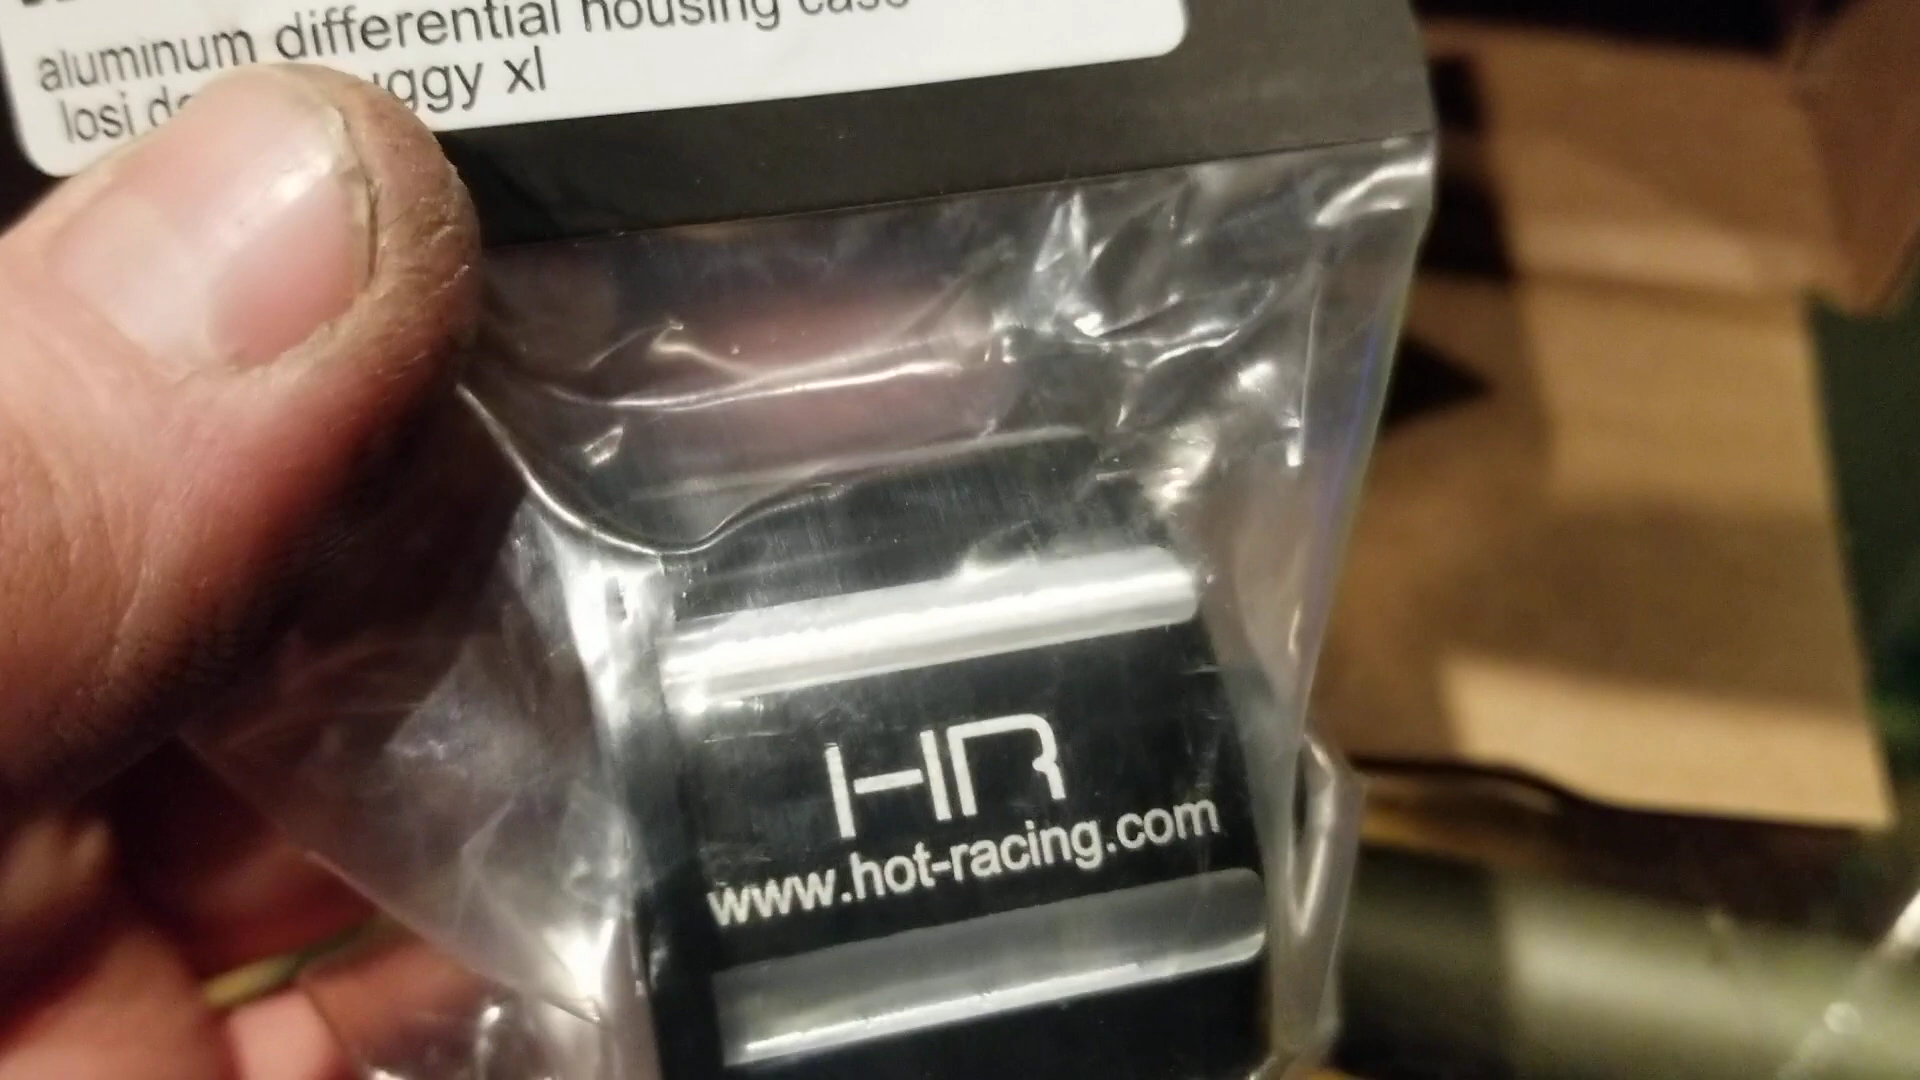 aluminum differential housing case
losi uggy xl
HR
www.hot-racing.com